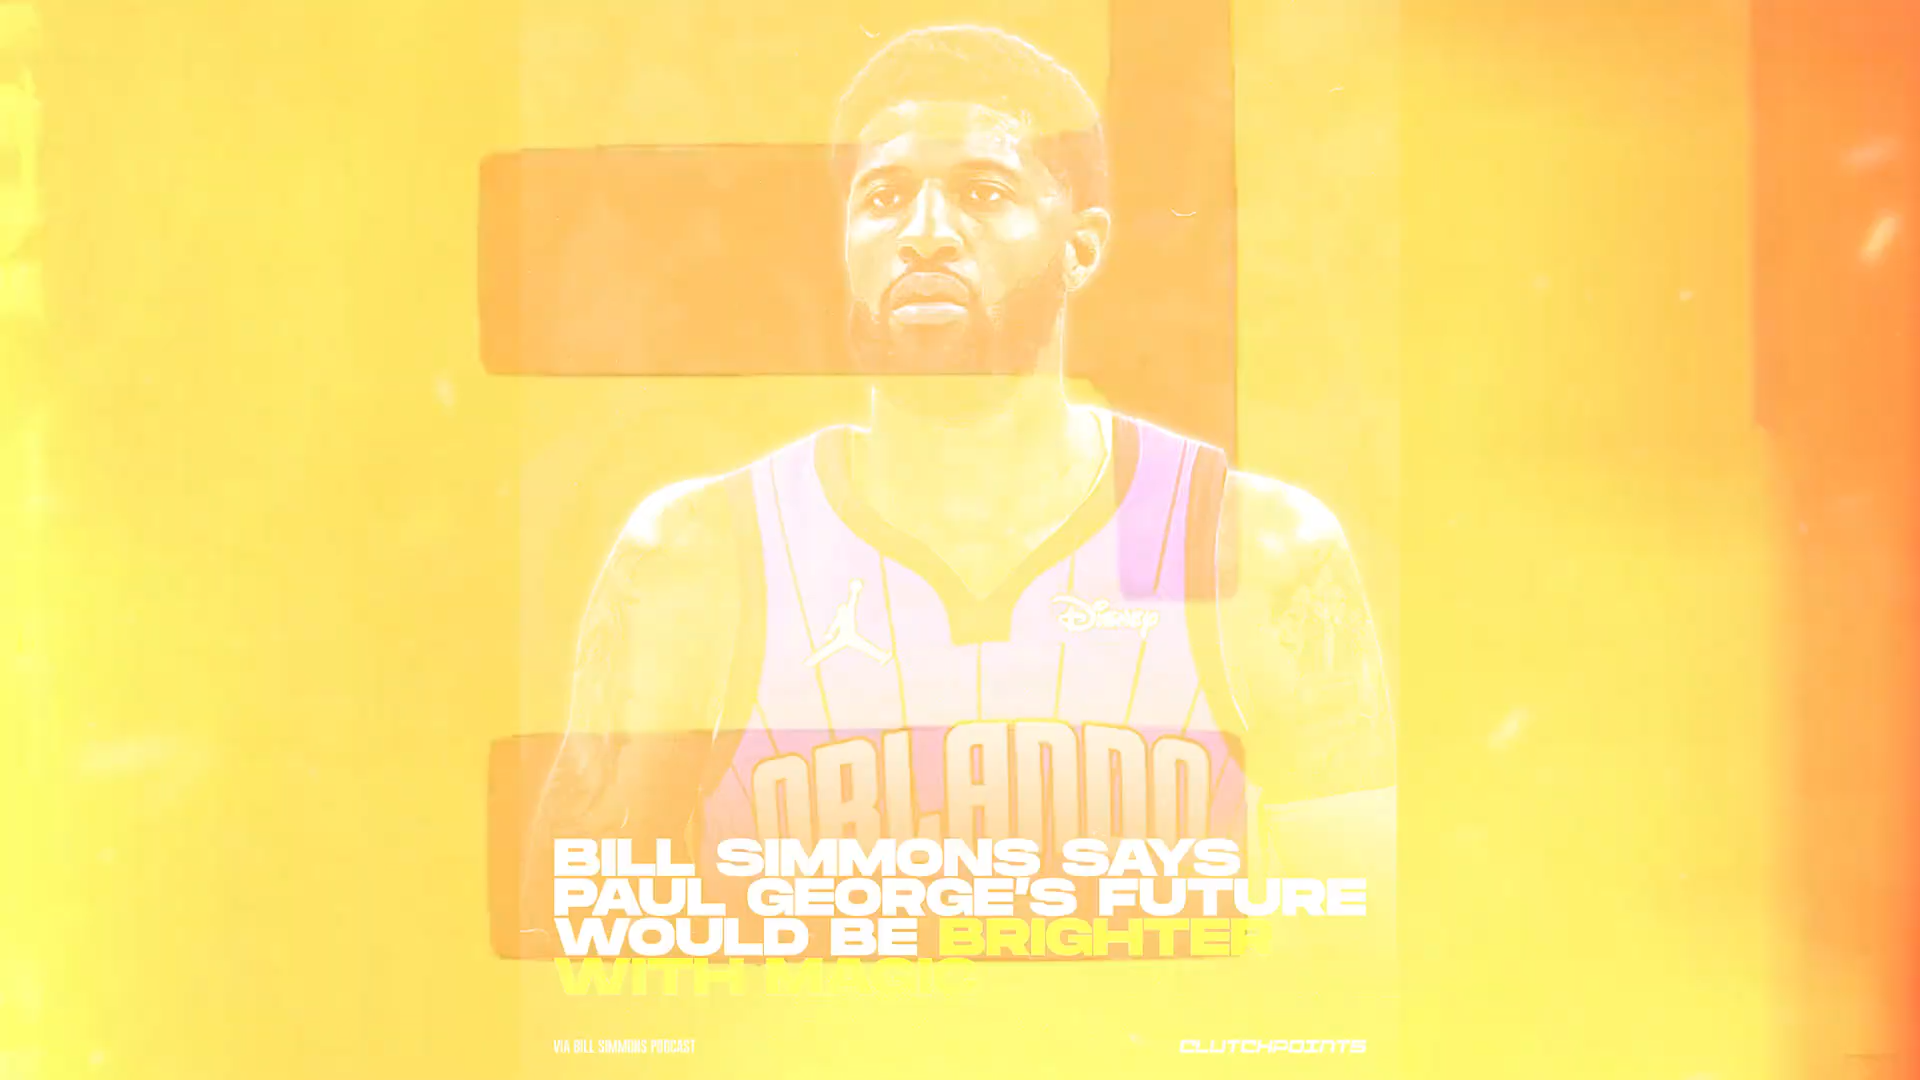 Disney
ORLANDO
BILL SIMMONS SAYS
PAUL GEORGE'S FUTURE
WOULD BE BRIGHTER
WITH MAGIC
VIA BILL SIMMONS PODCAST
CLUTCHPOINTS